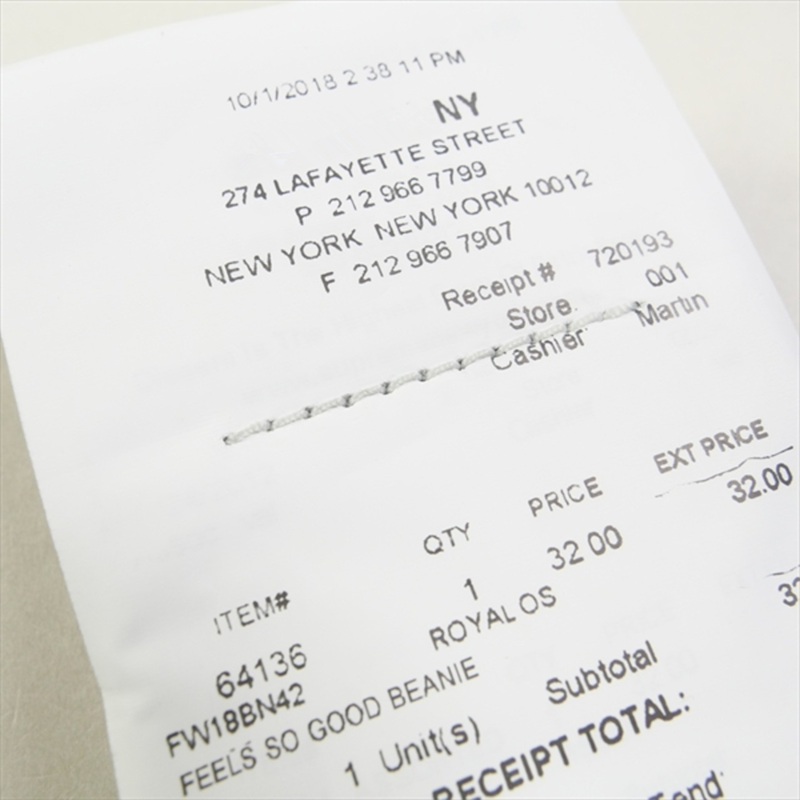 10/1/2018 2 38 11 PM
NY
274 LAFAYETTE STREET
P 212 966 7799
NEW YORK NEW YORK 10012
F 212 966 7907
Receipt # 720193
Store. 001
Cashier Martin
ITEM# QTY PRICE EXT PRICE
64136 1 32 00 32.00
FW18BN42 ROYAL OS
FEELS SO GOOD BEANIE
1 Unit(s) Subtotal
RECEIPT TOTAL: